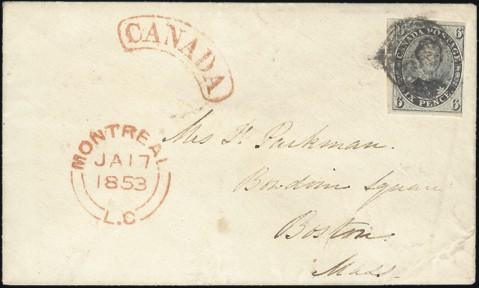 CANADA
6 CANADA POSTAGE 6
6 SIX PENCE 6
MONTREAL
JA 17
1853
L.C
Mrs F. Parkman.
Bowdoin Square
Boston.
Mass.